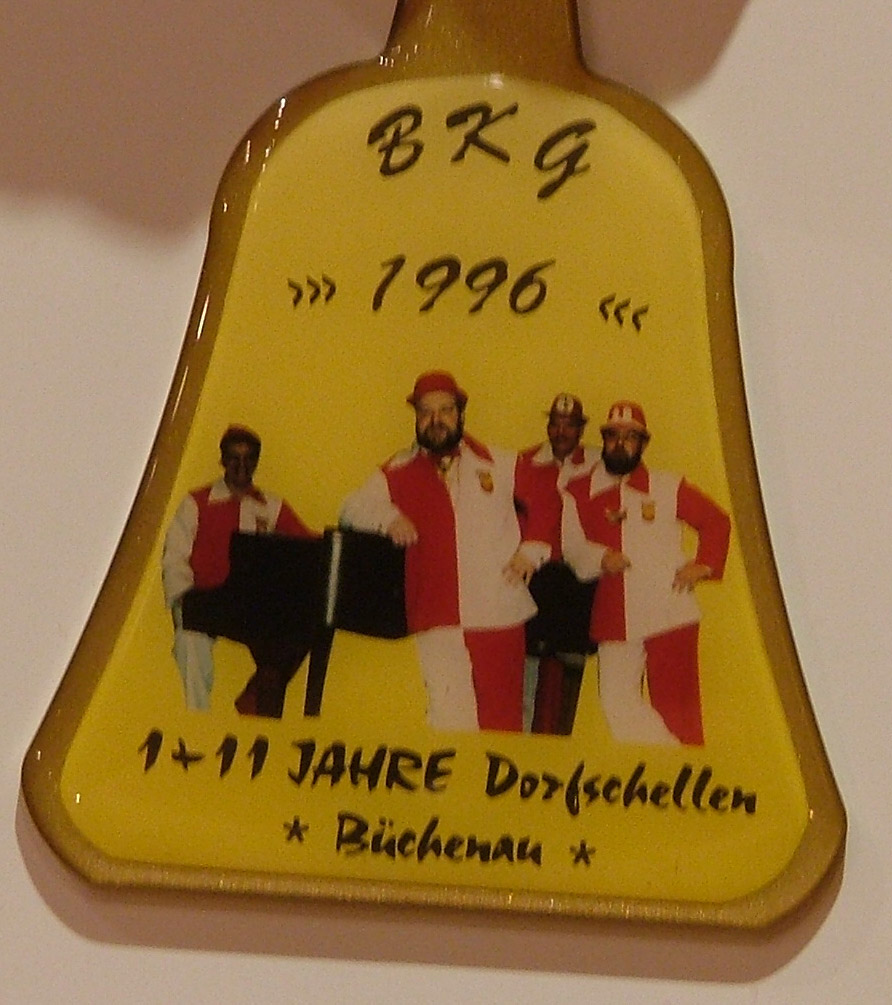 BKG
>>> 1996 <<<
1+11 JAHRE Dorfschellen
* Büchenau *